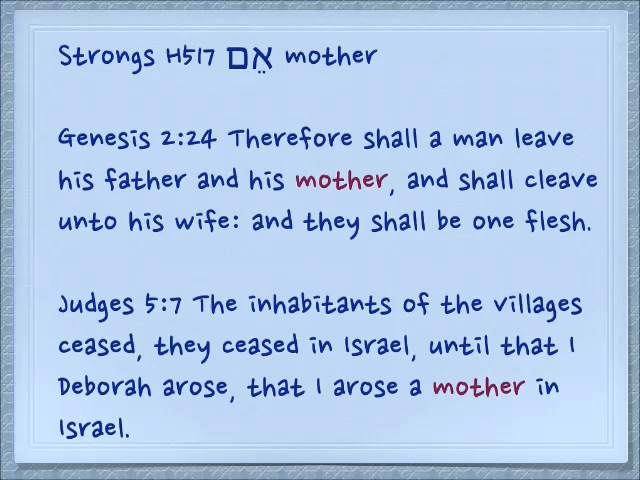 Strongs H517 אֵם mother
Genesis 2:24 Therefore shall a man leave
his father and his mother, and shall cleave
unto his wife: and they shall be one flesh.
Judges 5:7 The inhabitants of the villages
ceased, they ceased in Israel, until that I
Deborah arose, that I arose a mother in
Israel.